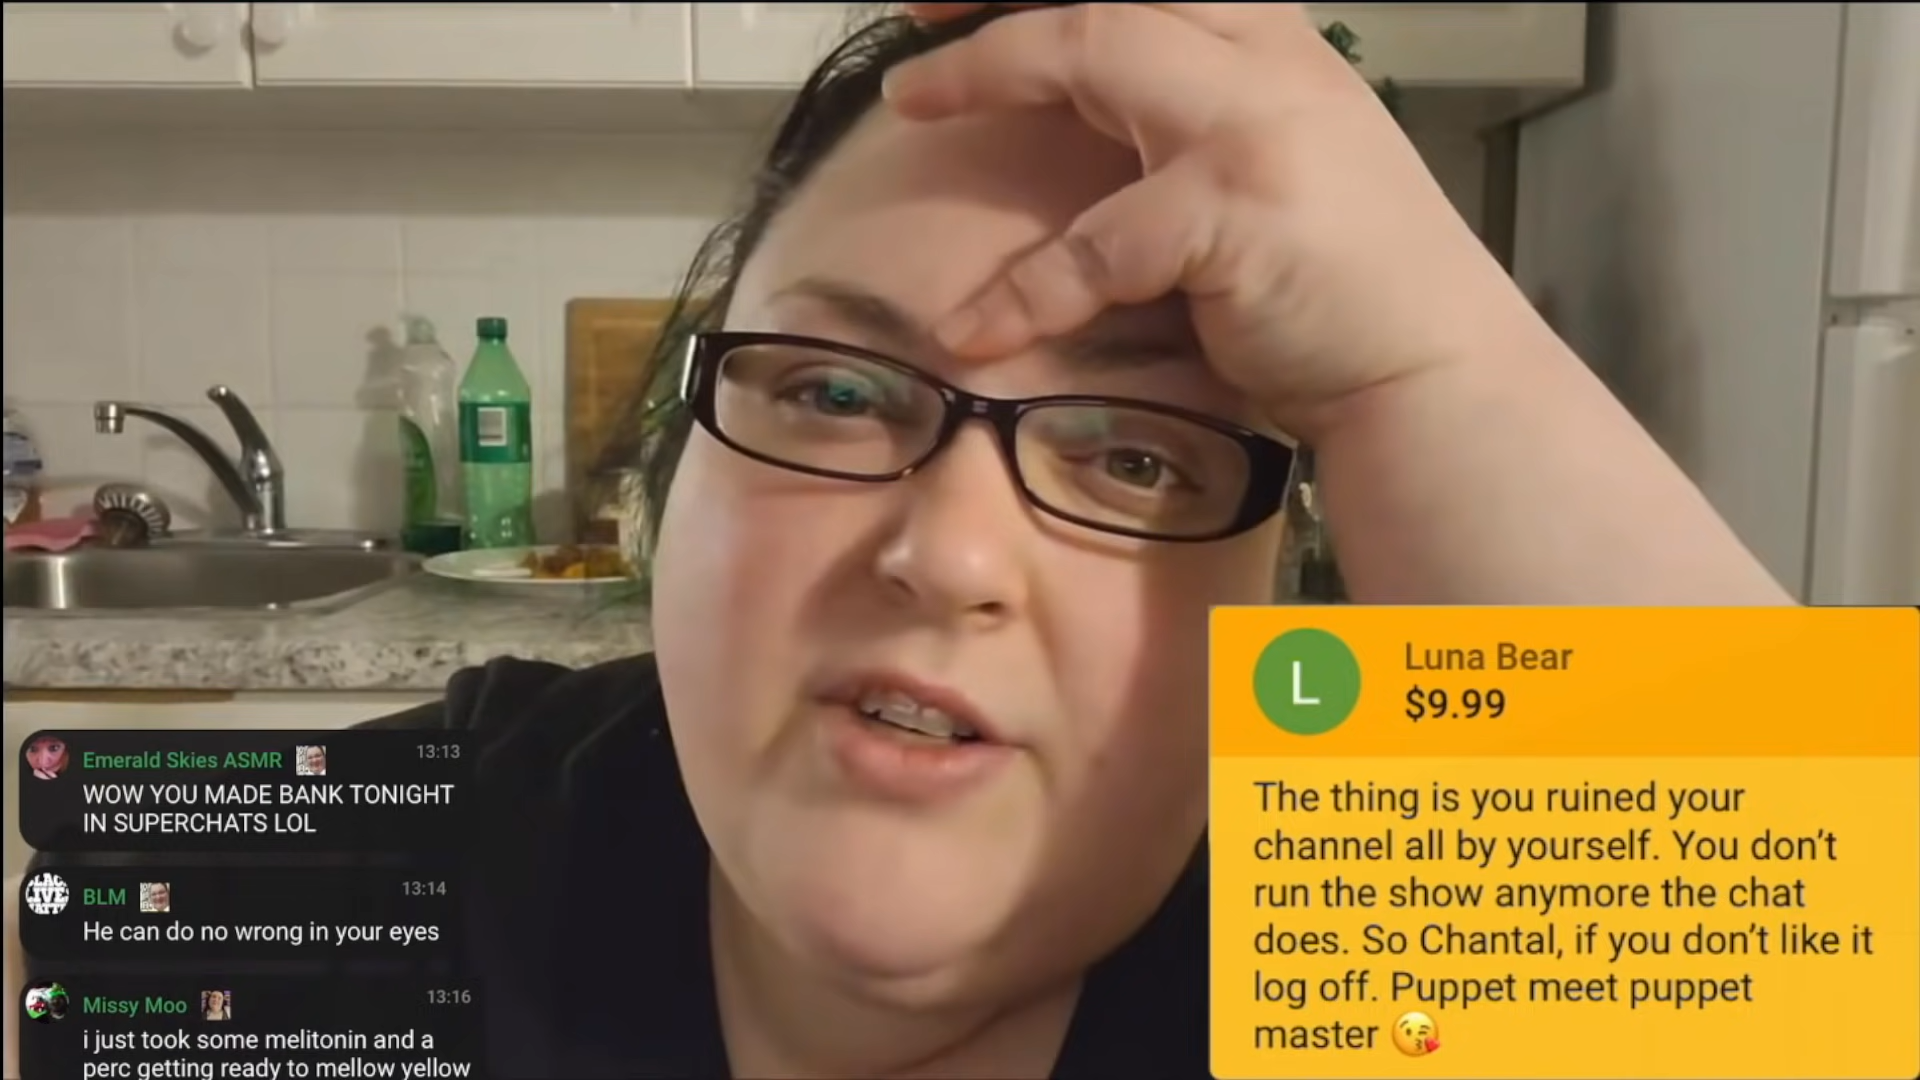 Emerald Skies ASMR
13:13
WOW YOU MADE BANK TONIGHT
IN SUPERCHATS LOL
BLM
13:14
He can do no wrong in your eyes
Missy Moo
13:16
i just took some melitonin and a
perc getting ready to mellow yellow
L
Luna Bear
$9.99
The thing is you ruined your
channel all by yourself. You don't
run the show anymore the chat
does. So Chantal, if you don't like it
log off. Puppet meet puppet
master 😘